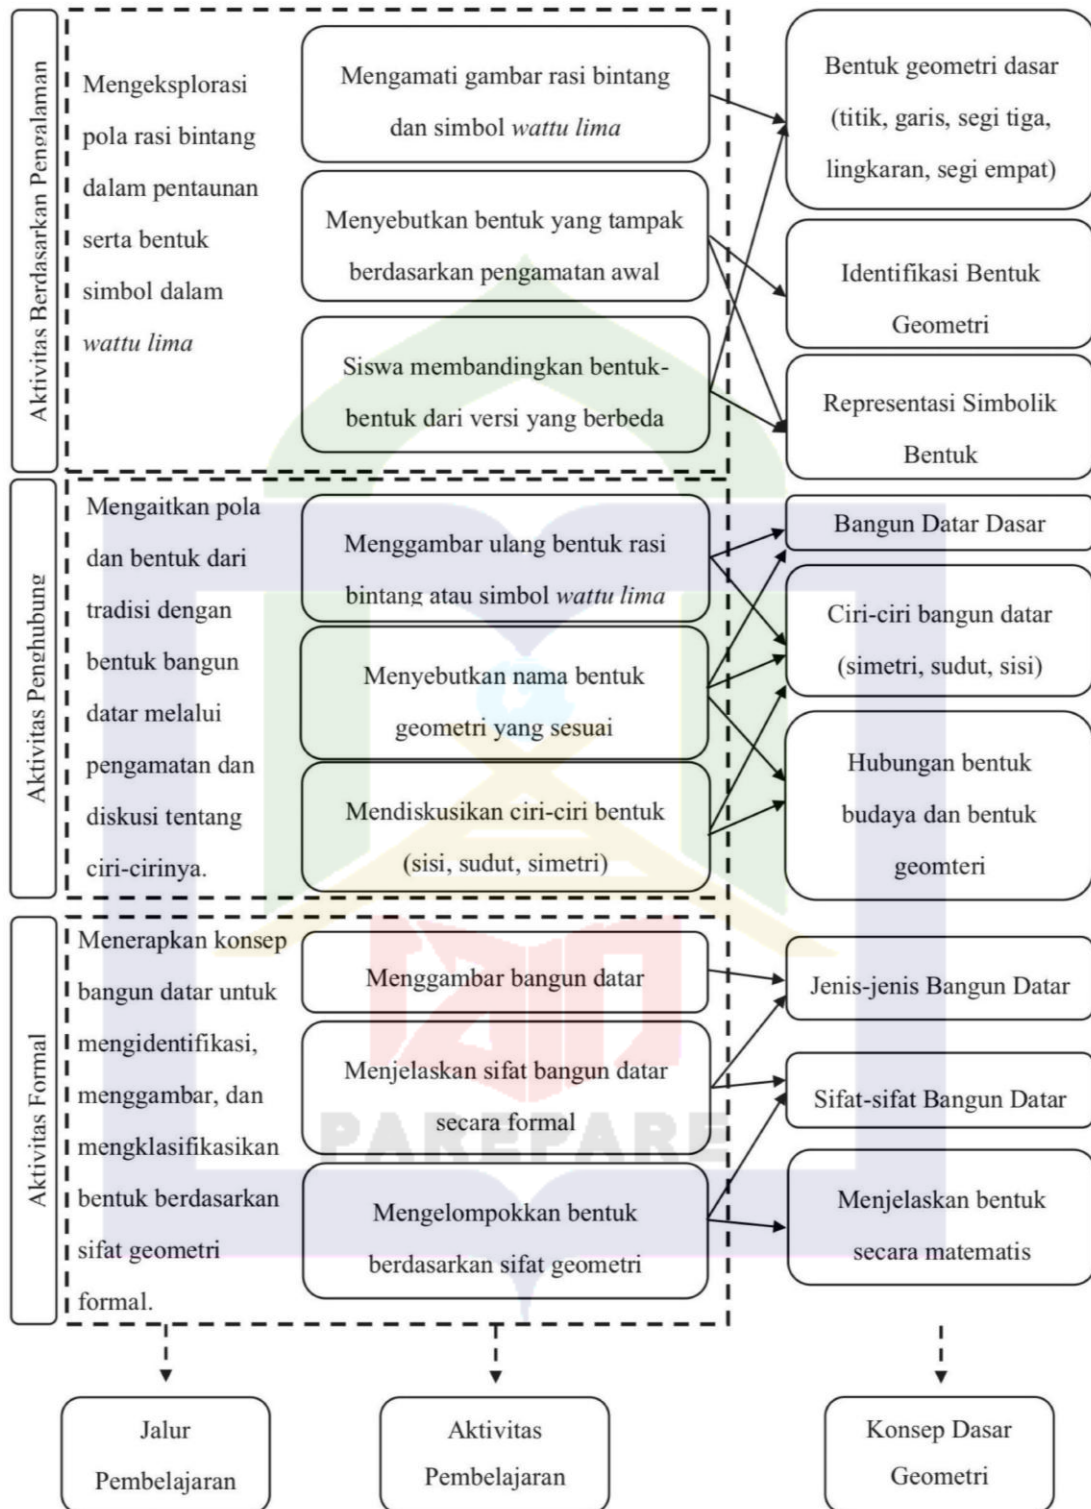 Aktivitas Berdasarkan Pengalaman
Mengeksplorasi
pola rasi bintang
dalam pentaunan
serta bentuk
simbol dalam
wattu lima
Mengamati gambar rasi bintang
dan simbol wattu lima
Menyebutkan bentuk yang tampak
berdasarkan pengamatan awal
Siswa membandingkan bentuk-
bentuk dari versi yang berbeda
Bentuk geometri dasar
(titik, garis, segi tiga,
lingkaran, segi empat)
Identifikasi Bentuk
Geometri
Representasi Simbolik
Bentuk
Aktivitas Penghubung
Mengaitkan pola
dan bentuk dari
tradisi dengan
bentuk bangun
datar melalui
pengamatan dan
diskusi tentang
ciri-cirinya.
Menggambar ulang bentuk rasi
bintang atau simbol wattu lima
Menyebutkan nama bentuk
geometri yang sesuai
Mendiskusikan ciri-ciri bentuk
(sisi, sudut, simetri)
Bangun Datar Dasar
Ciri-ciri bangun datar
(simetri, sudut, sisi)
Hubungan bentuk
budaya dan bentuk
geomteri
Aktivitas Formal
Menerapkan konsep
bangun datar untuk
mengidentifikasi,
menggambar, dan
mengklasifikasikan
bentuk berdasarkan
sifat geometri
formal.
Menggambar bangun datar
Menjelaskan sifat bangun datar
secara formal
Mengelompokkan bentuk
berdasarkan sifat geometri
Jenis-jenis Bangun Datar
Sifat-sifat Bangun Datar
Menjelaskan bentuk
secara matematis
PAREPARE
Jalur
Pembelajaran
Aktivitas
Pembelajaran
Konsep Dasar
Geometri